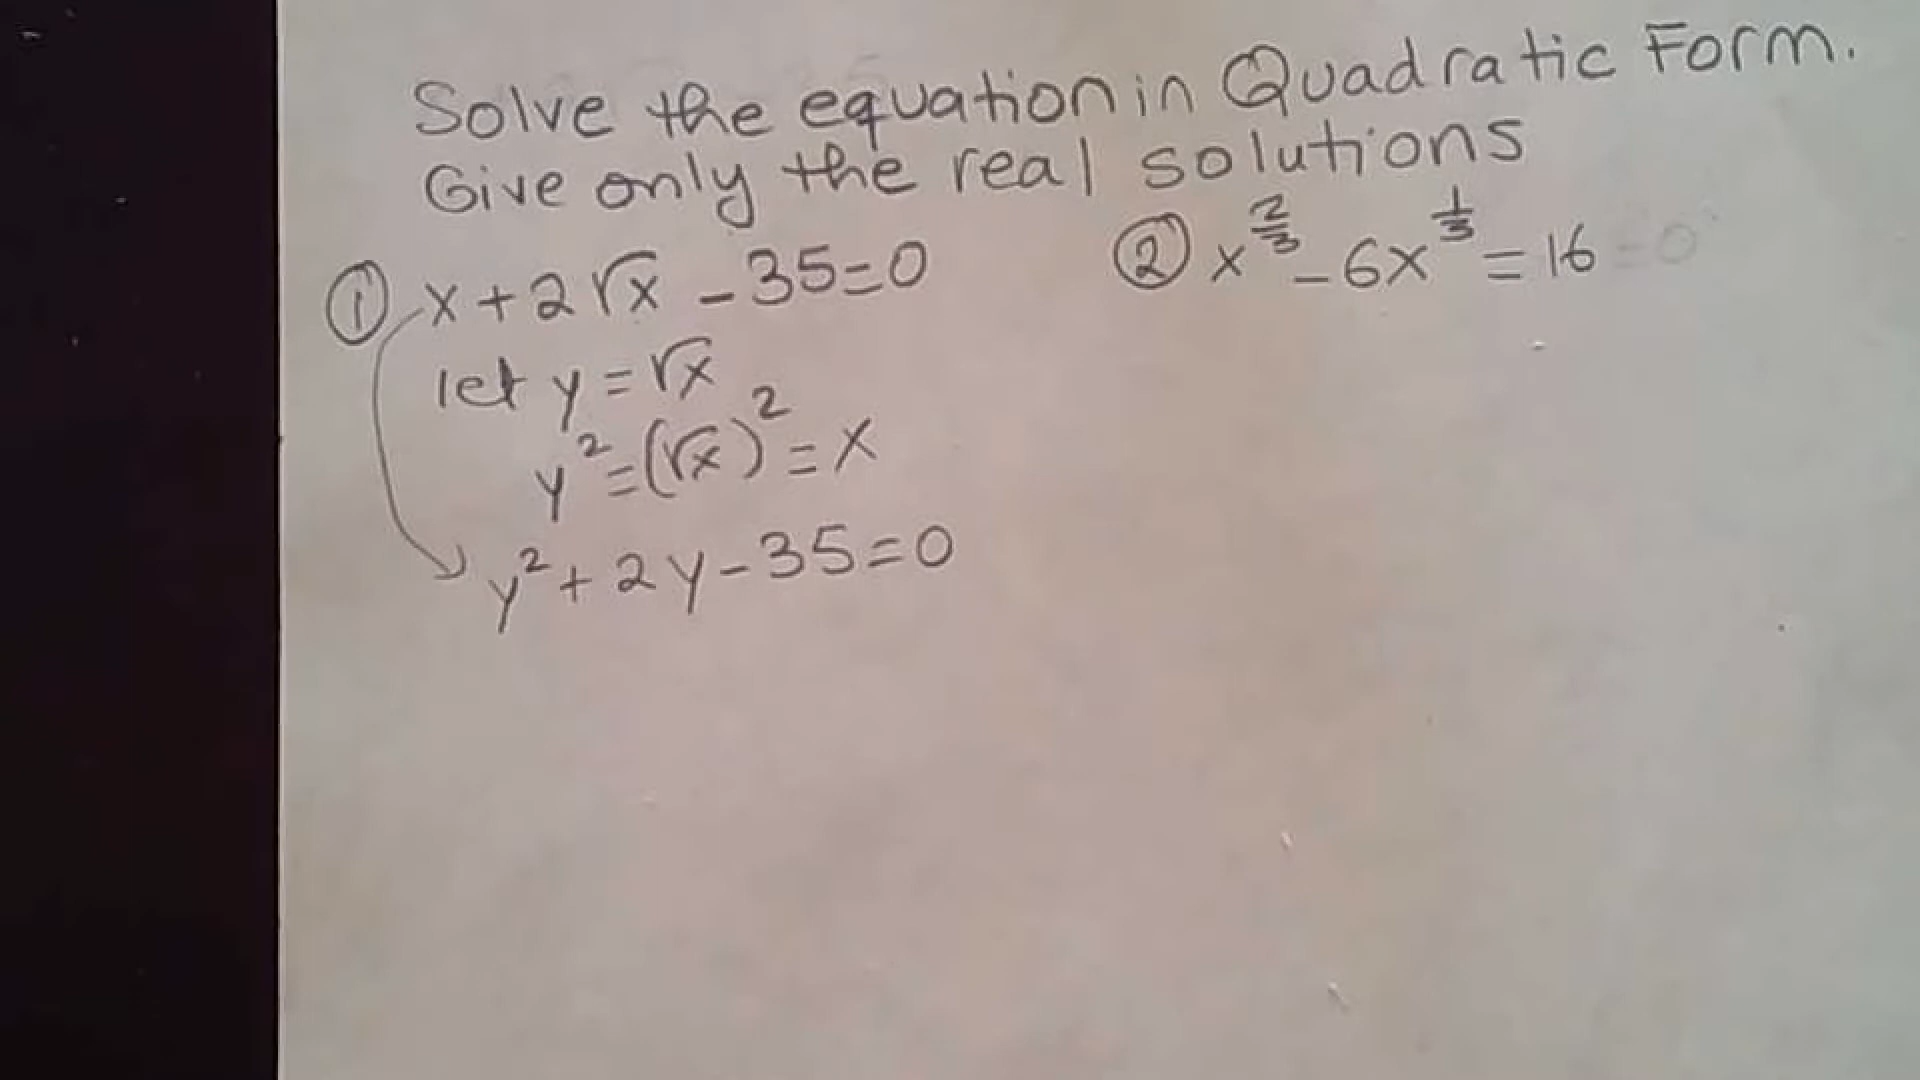 Solve the equation in Quadratic Form.
Give only the real solutions
① x + 2√x - 35 = 0
let y = √x
y² = (√x)² = x
y² + 2y - 35 = 0
② x^(2/3) - 6x^(1/3) = 16 = 0